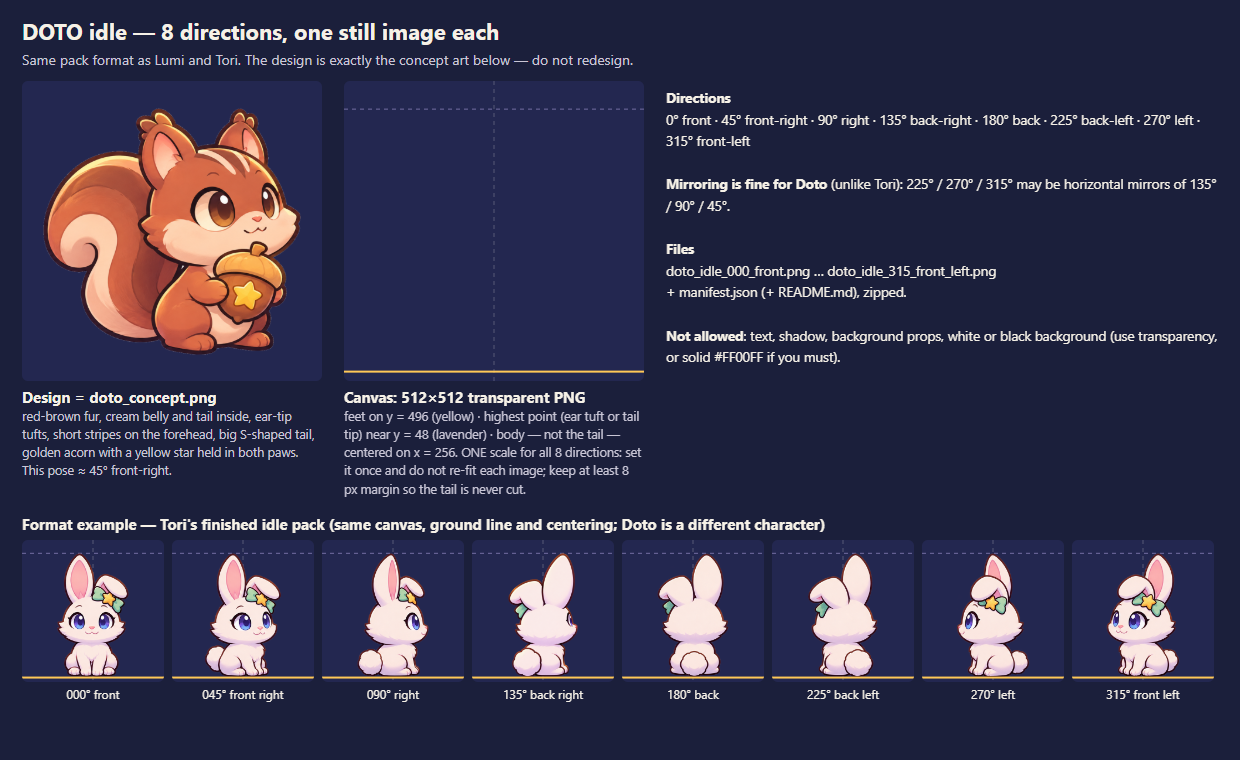 DOTO idle — 8 directions, one still image each
Same pack format as Lumi and Tori. The design is exactly the concept art below — do not redesign.
Design = doto_concept.png
red-brown fur, cream belly and tail inside, ear-tip
tufts, short stripes on the forehead, big S-shaped tail,
golden acorn with a yellow star held in both paws.
This pose ≈ 45° front-right.
Canvas: 512×512 transparent PNG
feet on y = 496 (yellow) · highest point (ear tuft or tail
tip) near y = 48 (lavender) · body — not the tail —
centered on x = 256. ONE scale for all 8 directions: set
it once and do not re-fit each image; keep at least 8
px margin so the tail is never cut.
Directions
0° front · 45° front-right · 90° right · 135° back-right · 180° back · 225° back-left · 270° left ·
315° front-left
Mirroring is fine for Doto (unlike Tori): 225° / 270° / 315° may be horizontal mirrors of 135°
/ 90° / 45°.
Files
doto_idle_000_front.png ... doto_idle_315_front_left.png
+ manifest.json (+ README.md), zipped.
Not allowed: text, shadow, background props, white or black background (use transparency,
or solid #FF00FF if you must).
Format example — Tori's finished idle pack (same canvas, ground line and centering; Doto is a different character)
000° front
045° front right
090° right
135° back right
180° back
225° back left
270° left
315° front left